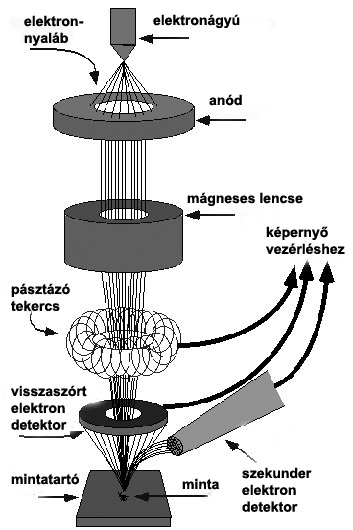 elektron-
nyaláb
elektronágyú
anód
mágneses lencse
képernyő
vezérléshez
pásztázó
tekercs
visszaszórt
elektron
detektor
mintatartó
minta
szekunder
elektron
detektor